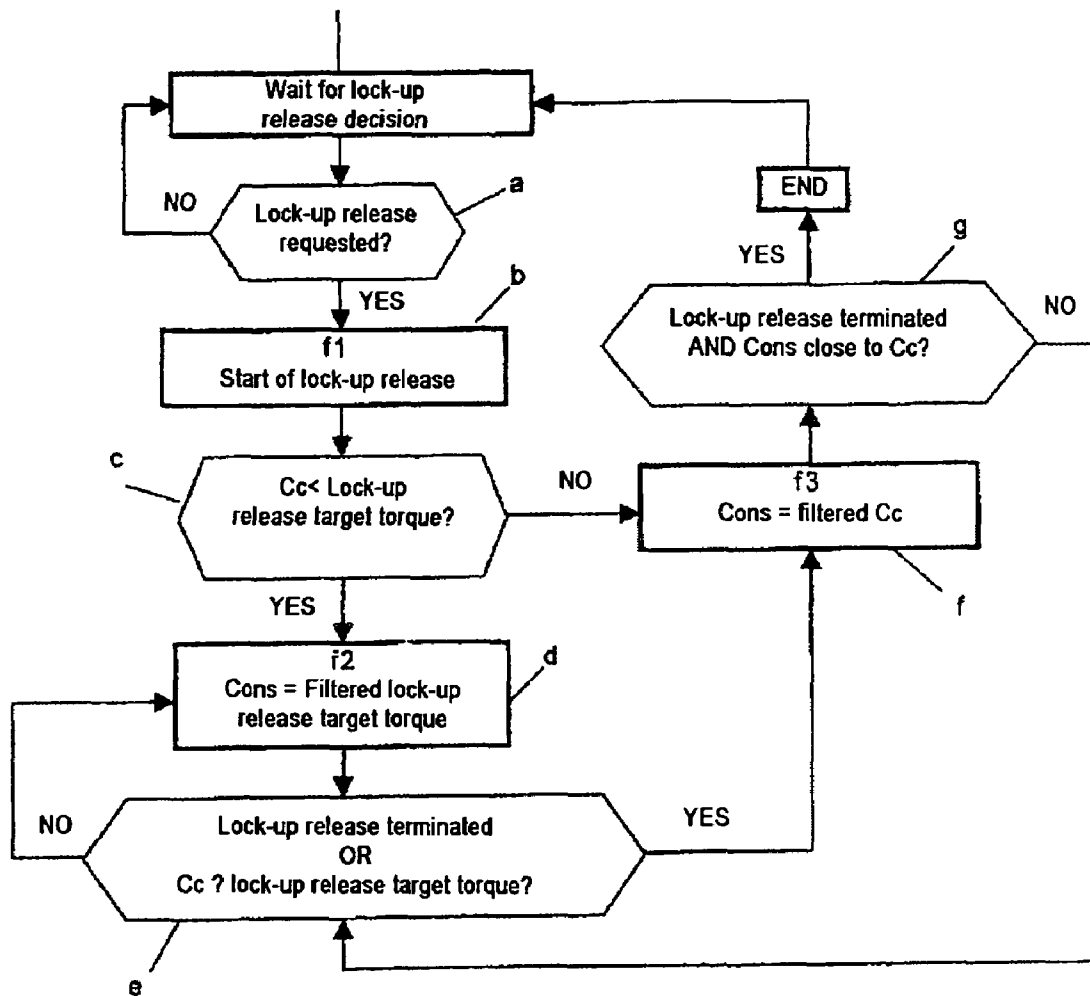 Wait for lock-up
release decision
NO
a
Lock-up release
requested?
YES
b
f1
Start of lock-up release
c
Cc< Lock-up
release target torque?
NO
YES
f2
d
Cons = Filtered lock-up
release target torque
NO
Lock-up release terminated
OR
Cc ? lock-up release target torque?
YES
e
END
YES
g
Lock-up release terminated
AND Cons close to Cc?
NO
f3
Cons = filtered Cc
f